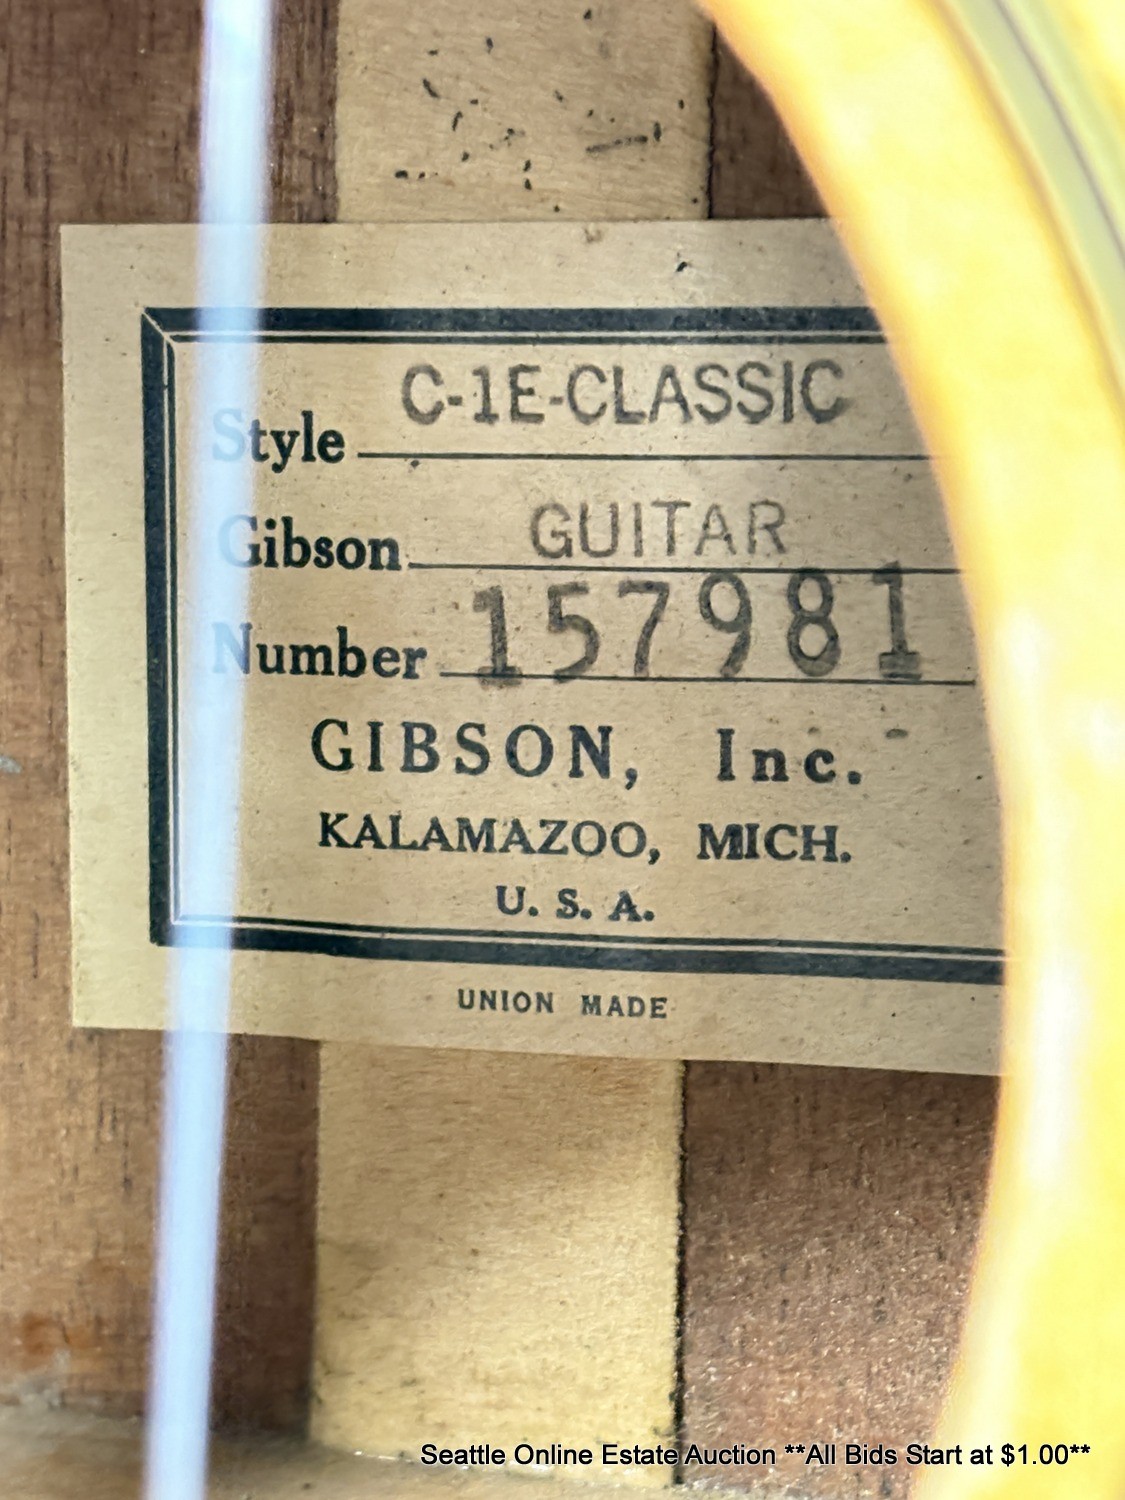 Style C-1E-CLASSIC
Gibson GUITAR
Number 157981
GIBSON, Inc.
KALAMAZOO, MICH.
U. S. A.
UNION MADE
Seattle Online Estate Auction **All Bids Start at $1.00**